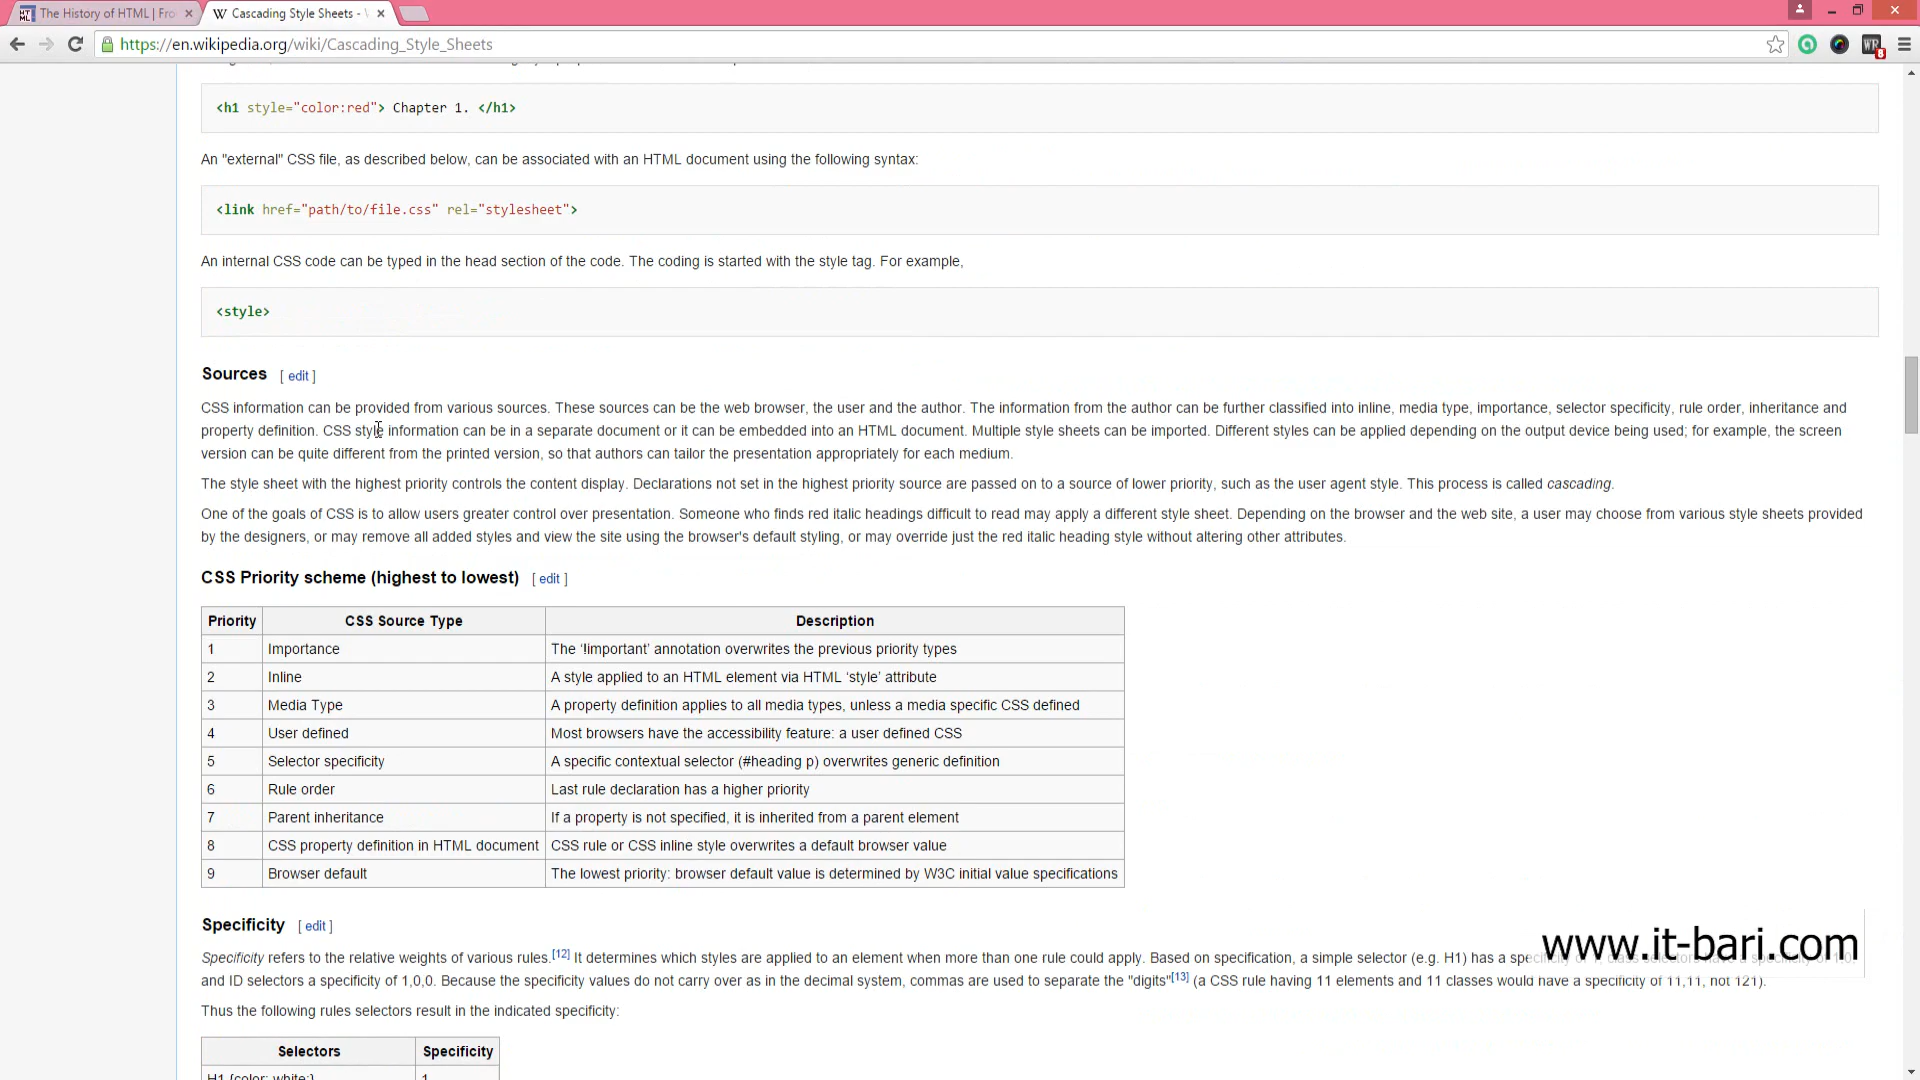 The History of HTML | Fro
Cascading Style Sheets -
https://en.wikipedia.org/wiki/Cascading_Style_Sheets
<h1 style="color:red"> Chapter 1. </h1>
An "external" CSS file, as described below, can be associated with an HTML document using the following syntax:
<link href="path/to/file.css" rel="stylesheet">
An internal CSS code can be typed in the head section of the code. The coding is started with the style tag. For example,
<style>
Sources [ edit ]
CSS information can be provided from various sources. These sources can be the web browser, the user and the author. The information from the author can be further classified into inline, media type, importance, selector specificity, rule order, inheritance and
property definition. CSS style information can be in a separate document or it can be embedded into an HTML document. Multiple style sheets can be imported. Different styles can be applied depending on the output device being used; for example, the screen
version can be quite different from the printed version, so that authors can tailor the presentation appropriately for each medium.
The style sheet with the highest priority controls the content display. Declarations not set in the highest priority source are passed on to a source of lower priority, such as the user agent style. This process is called cascading.
One of the goals of CSS is to allow users greater control over presentation. Someone who finds red italic headings difficult to read may apply a different style sheet. Depending on the browser and the web site, a user may choose from various style sheets provided
by the designers, or may remove all added styles and view the site using the browser's default styling, or may override just the red italic heading style without altering other attributes.
CSS Priority scheme (highest to lowest) [ edit ]
Priority CSS Source Type Description
1 Importance The ‘!important’ annotation overwrites the previous priority types
2 Inline A style applied to an HTML element via HTML ‘style’ attribute
3 Media Type A property definition applies to all media types, unless a media specific CSS defined
4 User defined Most browsers have the accessibility feature: a user defined CSS
5 Selector specificity A specific contextual selector (#heading p) overwrites generic definition
6 Rule order Last rule declaration has a higher priority
7 Parent inheritance If a property is not specified, it is inherited from a parent element
8 CSS property definition in HTML document CSS rule or CSS inline style overwrites a default browser value
9 Browser default The lowest priority: browser default value is determined by W3C initial value specifications
Specificity [ edit ]
Specificity refers to the relative weights of various rules.[12] It determines which styles are applied to an element when more than one rule could apply. Based on specification, a simple selector (e.g. H1) has a specificity of 1, class selectors have a specificity of 1,0,
and ID selectors a specificity of 1,0,0. Because the specificity values do not carry over as in the decimal system, commas are used to separate the "digits"[13] (a CSS rule having 11 elements and 11 classes would have a specificity of 11,11, not 121).
www.it-bari.com
Thus the following rules selectors result in the indicated specificity:
Selectors Specificity
H1 {color: white;} 1